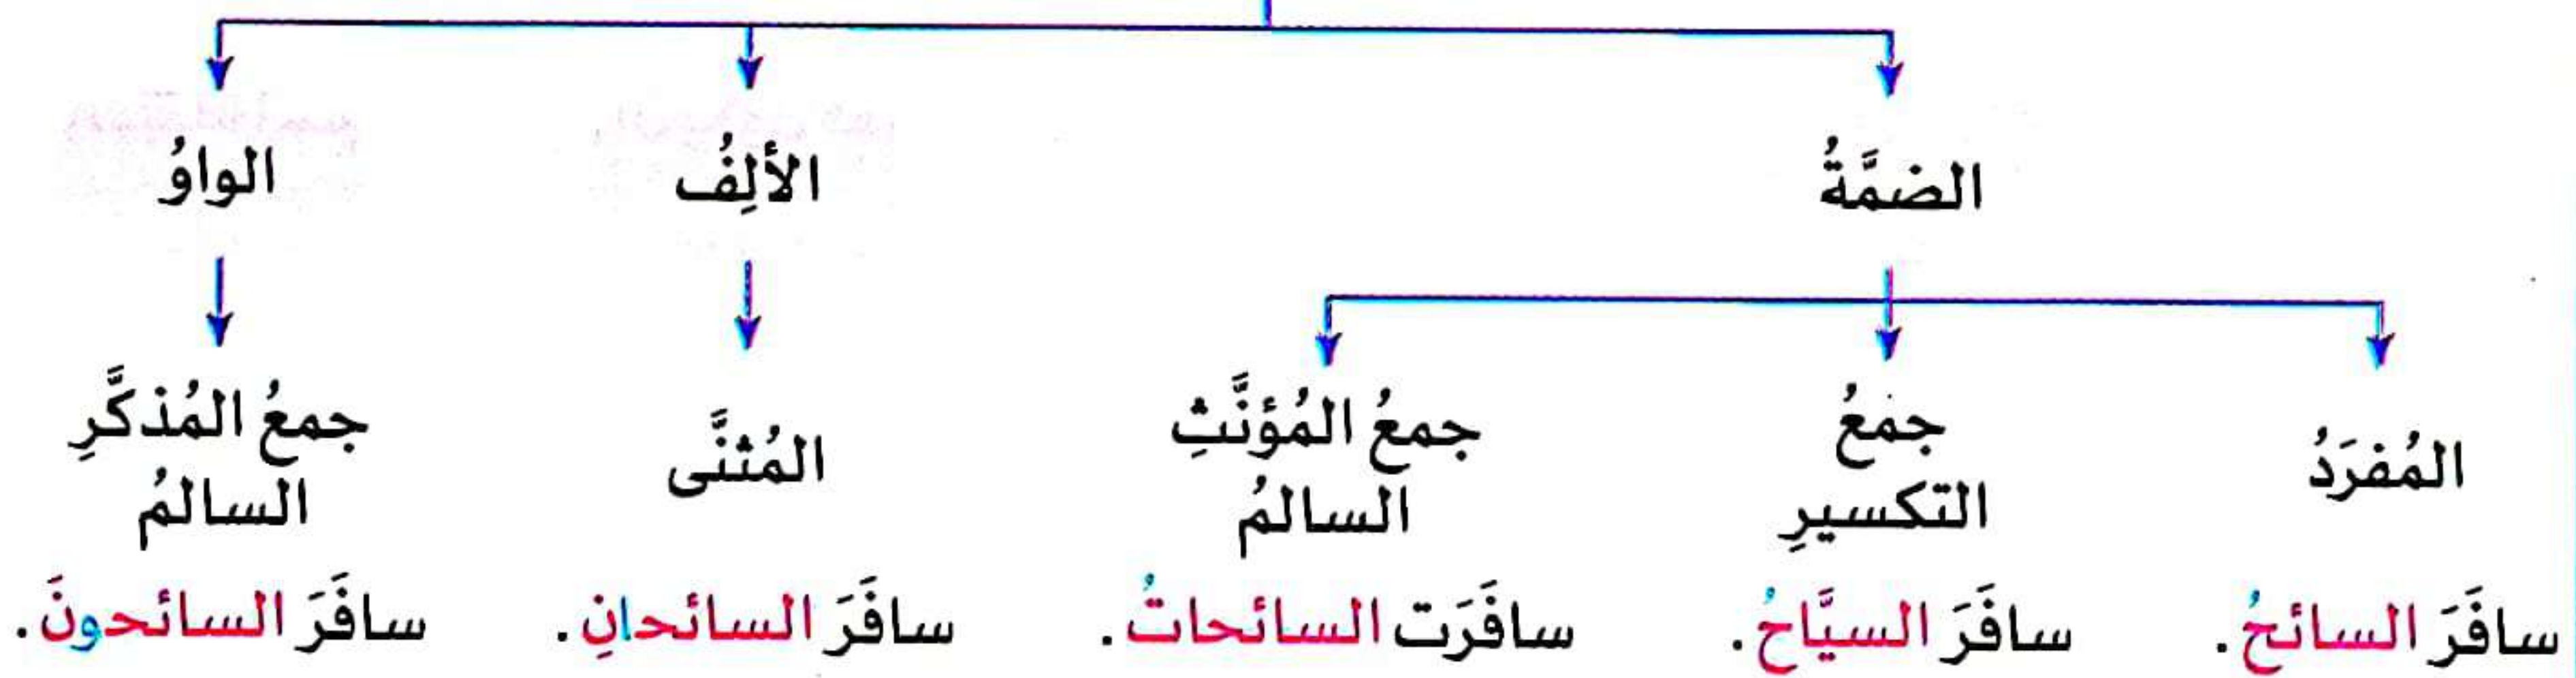 الضمَّةُ الألِفُ الواوُ
المُفرَدُ جمعُ التكسيرِ جمعُ المُؤنَّثِ السالمُ المُثنَّى جمعُ المُذكَّرِ السالمُ
سافَرَ السائحُ. سافَرَ السيَّاحُ. سافَرَت السائحاتُ. سافَرَ السائحانِ. سافَرَ السائحونَ.